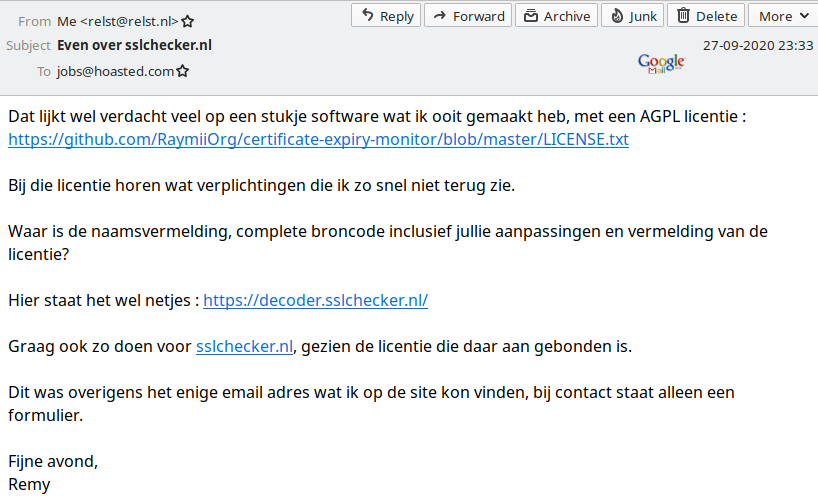 From Me <relst@relst.nl>
Reply
Forward
Archive
Junk
Delete
More
Subject Even over sslchecker.nl
27-09-2020 23:33
To jobs@hoasted.com
Google
Mail
Dat lijkt wel verdacht veel op een stukje software wat ik ooit gemaakt heb, met een AGPL licentie :
https://github.com/RaymiiOrg/certificate-expiry-monitor/blob/master/LICENSE.txt
Bij die licentie horen wat verplichtingen die ik zo snel niet terug zie.
Waar is de naamsvermelding, complete broncode inclusief jullie aanpassingen en vermelding van de
licentie?
Hier staat het wel netjes : https://decoder.sslchecker.nl/
Graag ook zo doen voor sslchecker.nl, gezien de licentie die daar aan gebonden is.
Dit was overigens het enige email adres wat ik op de site kon vinden, bij contact staat alleen een
formulier.
Fijne avond,
Remy